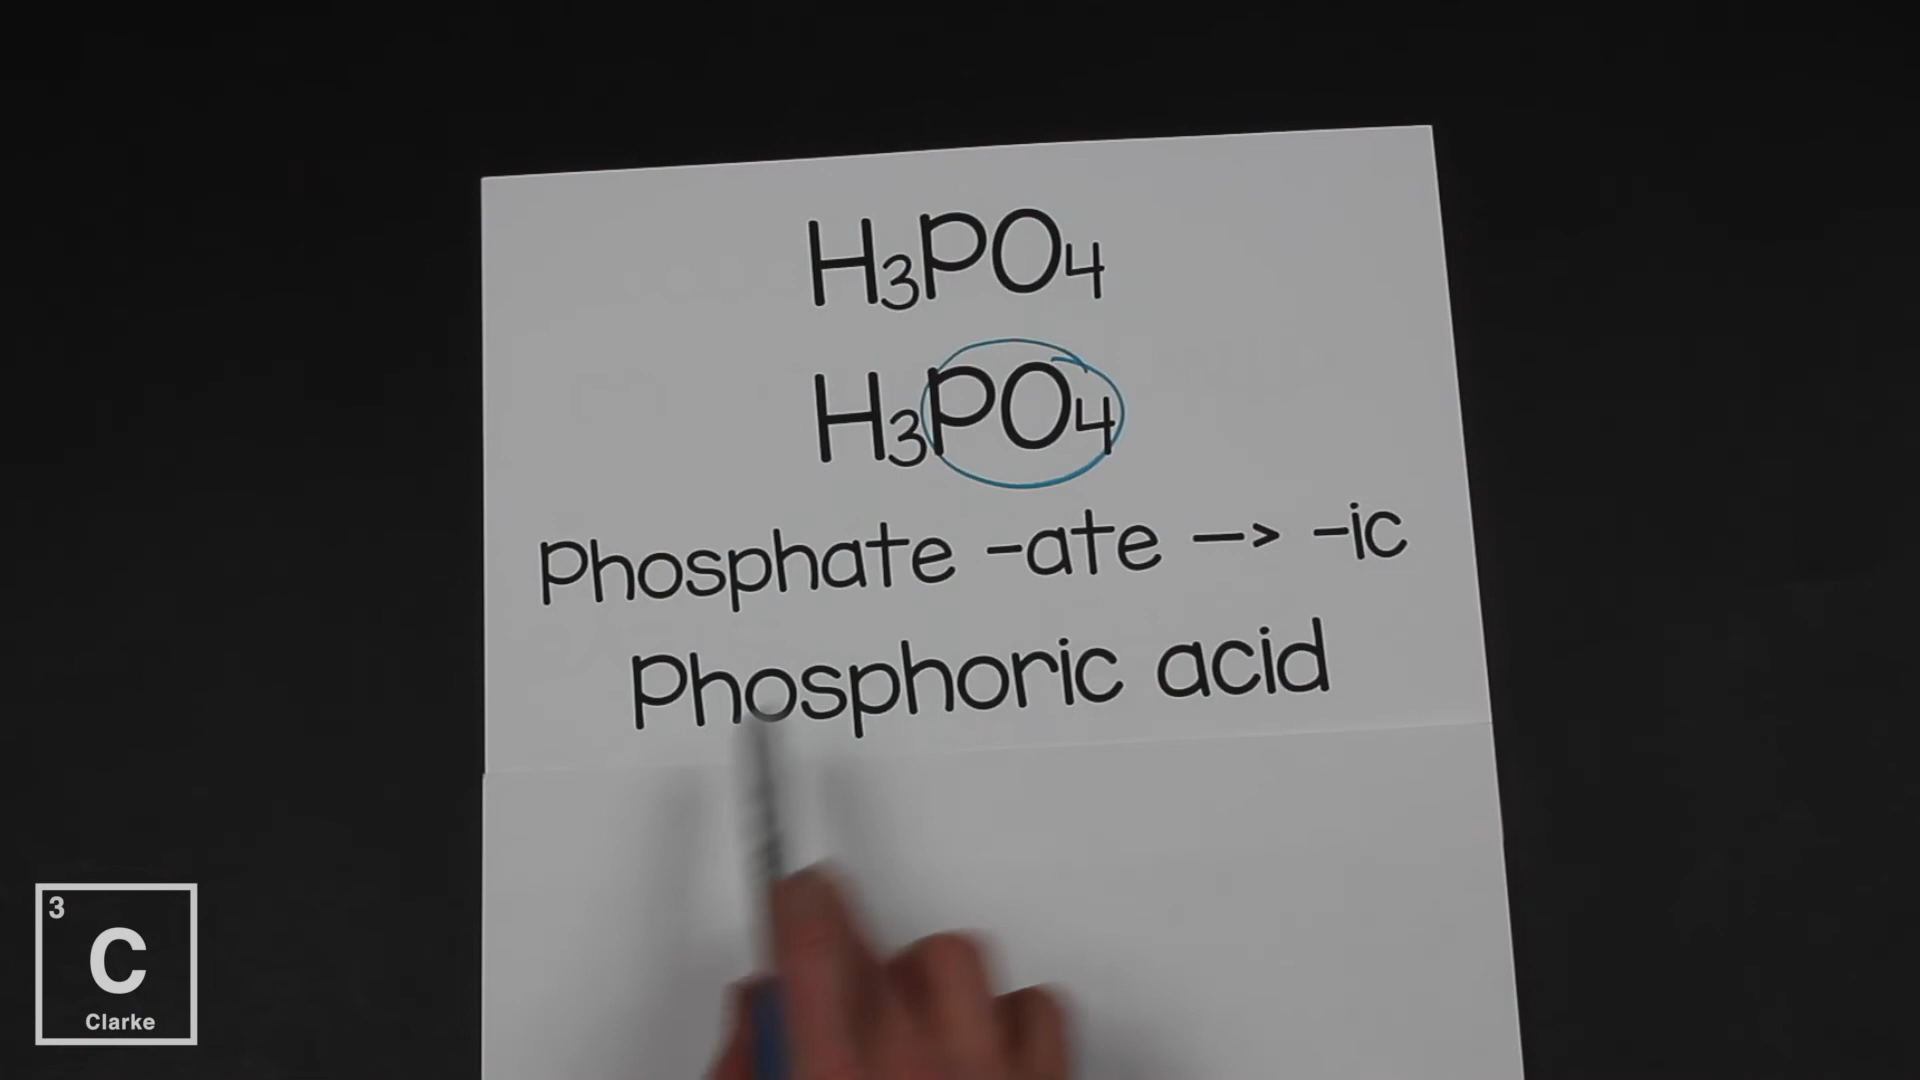 H₃PO₄
H₃PO₄
Phosphate -ate —> -ic
Phosphoric acid
3
C
Clarke